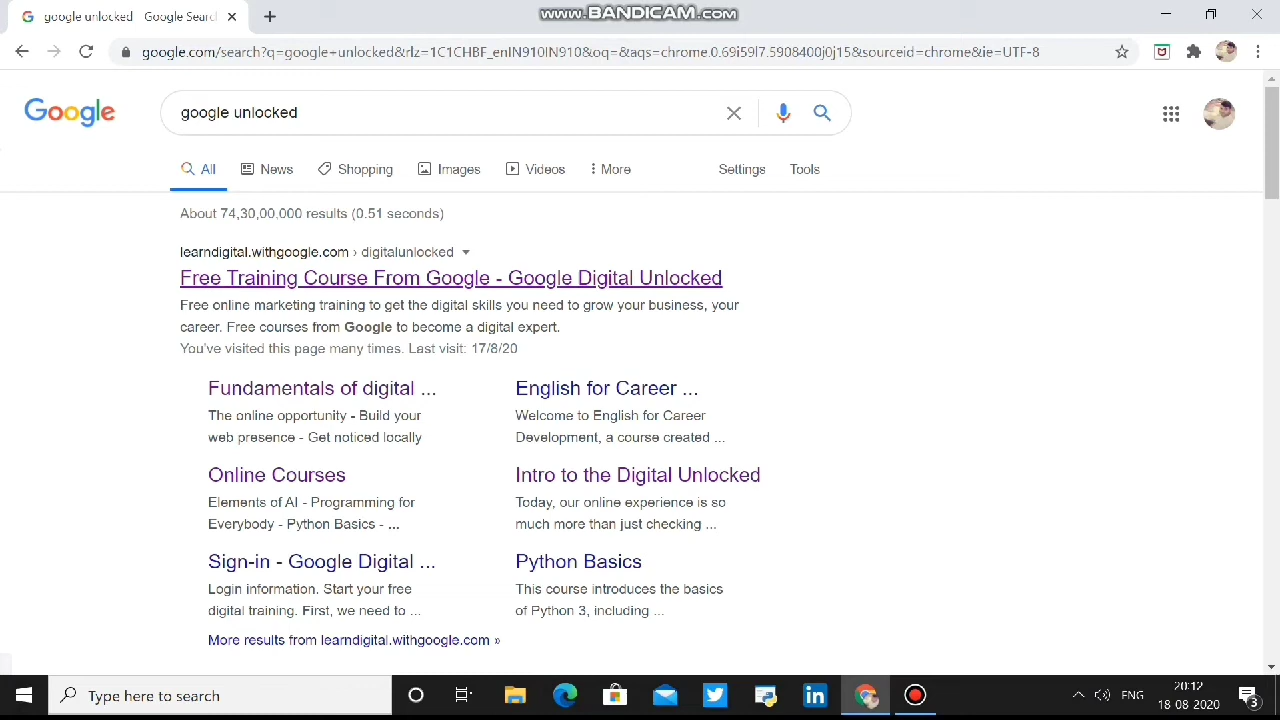 google unlocked - Google Search
WWW.BANDICAM.COM
google.com/search?q=google+unlocked&rlz=1C1CHBF_enIN910IN910&oq=&aqs=chrome.0.69i59l7.5908400j0j15&sourceid=chrome&ie=UTF-8
Google
google unlocked
All News Shopping Images Videos More Settings Tools
About 74,30,00,000 results (0.51 seconds)
learndigital.withgoogle.com › digitalunlocked
Free Training Course From Google - Google Digital Unlocked
Free online marketing training to get the digital skills you need to grow your business, your
career. Free courses from Google to become a digital expert.
You've visited this page many times. Last visit: 17/8/20
Fundamentals of digital ...
The online opportunity - Build your
web presence - Get noticed locally
English for Career ...
Welcome to English for Career
Development, a course created ...
Online Courses
Elements of AI - Programming for
Everybody - Python Basics - ...
Intro to the Digital Unlocked
Today, our online experience is so
much more than just checking ...
Sign-in - Google Digital ...
Login information. Start your free
digital training. First, we need to ...
Python Basics
This course introduces the basics
of Python 3, including ...
More results from learndigital.withgoogle.com »
Type here to search
ENG
20:12
18-08-2020
3